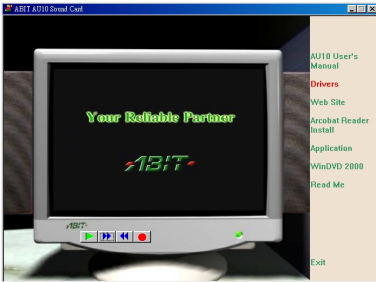 ABIT AU10 Sound Card
Your Reliable Partner
ABIT
ABIT
AU10 User's
Manual
Drivers
Web Site
Arcobat Reader
Install
Application
WinDVD 2000
Read Me
Exit